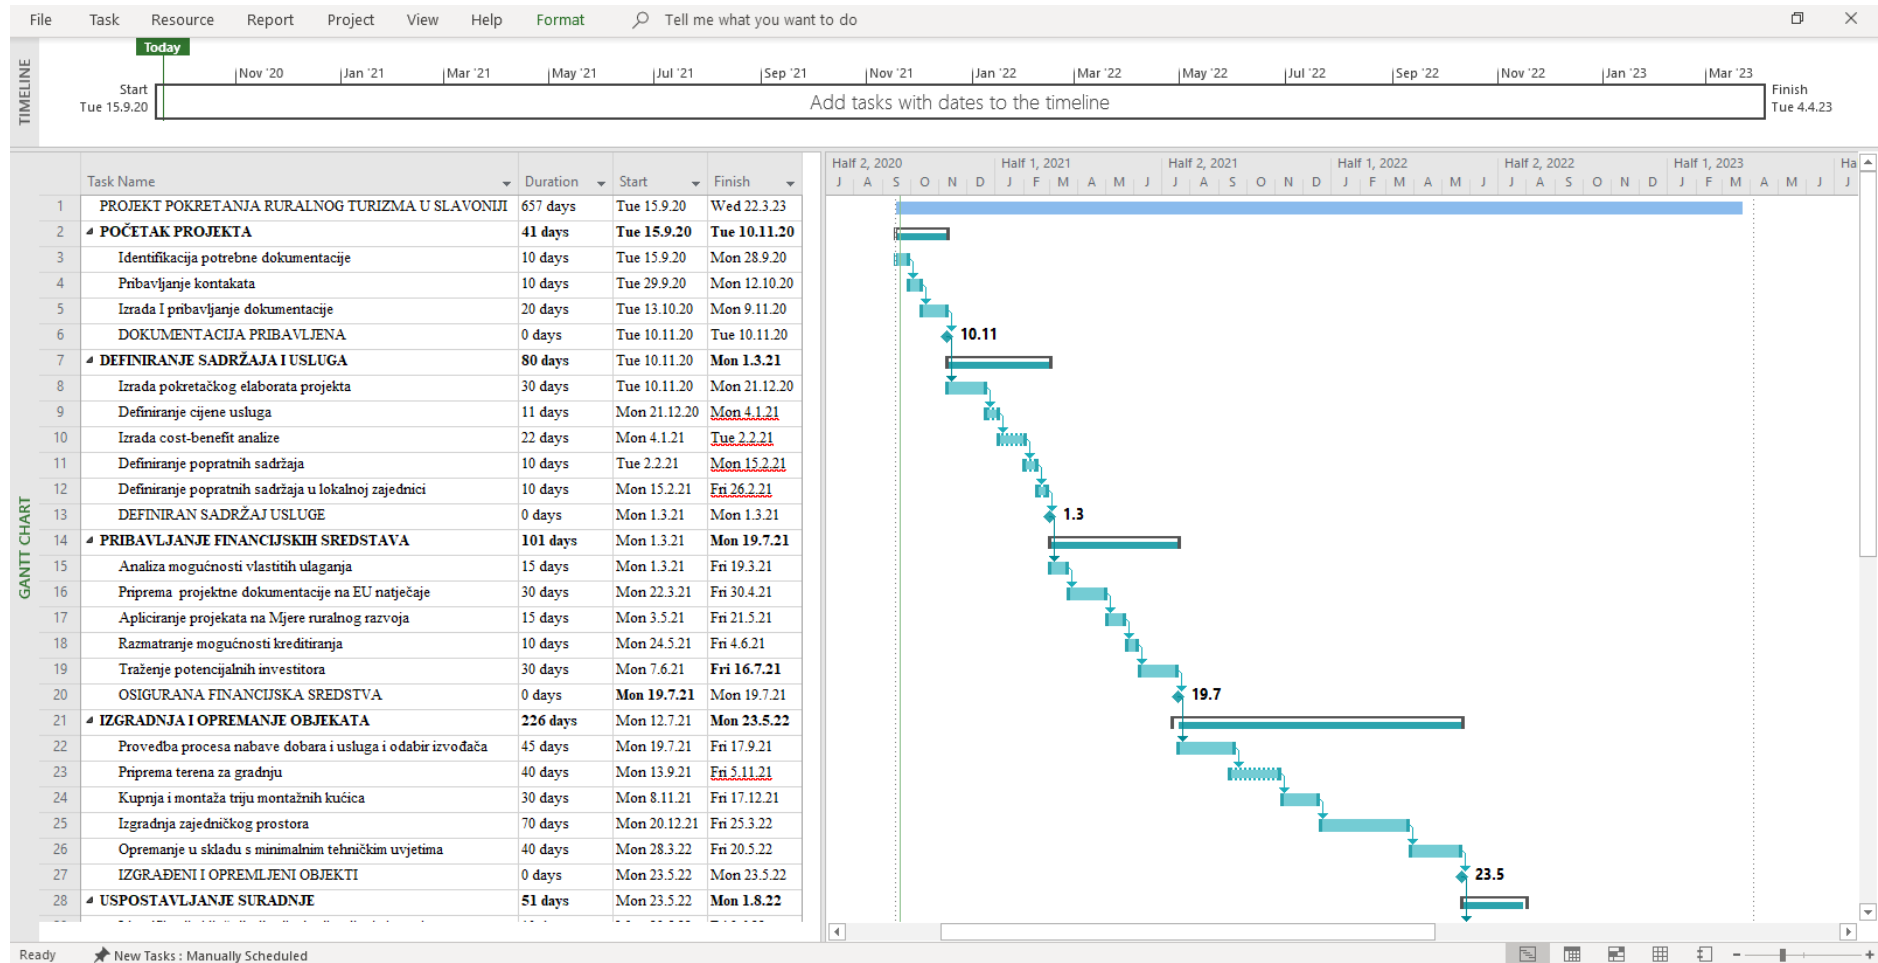 File Task Resource Report Project View Help Format Tell me what you want to do
Today
Nov '20 Jan '21 Mar '21 May '21 Jul '21 Sep '21 Nov '21 Jan '22 Mar '22 May '22 Jul '22 Sep '22 Nov '22 Jan '23 Mar '23
TIMELINE
Start
Tue 15.9.20
Add tasks with dates to the timeline
Finish
Tue 4.4.23
Half 2, 2020 Half 1, 2021 Half 2, 2021 Half 1, 2022 Half 2, 2022 Half 1, 2023 Ha
Task Name Duration Start Finish J A S O N D J F M A M J J A S O N D J F M A M J J A S O N D J F M A M J J
1 PROJEKT POKRETANJA RURALNOG TURIZMA U SLAVONIJI 657 days Tue 15.9.20 Wed 22.3.23
2 POČETAK PROJEKTA 41 days Tue 15.9.20 Tue 10.11.20
3 Identifikacija potrebne dokumentacije 10 days Tue 15.9.20 Mon 28.9.20
4 Pribavljanje kontakata 10 days Tue 29.9.20 Mon 12.10.20
5 Izrada I pribavljanje dokumentacije 20 days Tue 13.10.20 Mon 9.11.20
6 DOKUMENTACIJA PRIBAVLJENA 0 days Tue 10.11.20 Tue 10.11.20 10.11
7 DEFINIRANJE SADRŽAJA I USLUGA 80 days Tue 10.11.20 Mon 1.3.21
8 Izrada pokretačkog elaborata projekta 30 days Tue 10.11.20 Mon 21.12.20
9 Definiranje cijene usluga 11 days Mon 21.12.20 Mon 4.1.21
10 Izrada cost-benefit analize 22 days Mon 4.1.21 Tue 2.2.21
11 Definiranje popratnih sadržaja 10 days Tue 2.2.21 Mon 15.2.21
12 Definiranje popratnih sadržaja u lokalnoj zajednici 10 days Mon 15.2.21 Fri 26.2.21
13 DEFINIRAN SADRŽAJ USLUGE 0 days Mon 1.3.21 Mon 1.3.21 1.3
14 PRIBAVLJANJE FINANCIJSKIH SREDSTAVA 101 days Mon 1.3.21 Mon 19.7.21
15 Analiza mogućnosti vlastitih ulaganja 15 days Mon 1.3.21 Fri 19.3.21
16 Priprema projektne dokumentacije na EU natječaje 30 days Mon 22.3.21 Fri 30.4.21
17 Apliciranje projekata na Mjere ruralnog razvoja 15 days Mon 3.5.21 Fri 21.5.21
18 Razmatranje mogućnosti kreditiranja 10 days Mon 24.5.21 Fri 4.6.21
19 Traženje potencijalnih investitora 30 days Mon 7.6.21 Fri 16.7.21
20 OSIGURANA FINANCIJSKA SREDSTVA 0 days Mon 19.7.21 Mon 19.7.21 19.7
21 IZGRADNJA I OPREMANJE OBJEKATA 226 days Mon 12.7.21 Mon 23.5.22
22 Provedba procesa nabave dobara i usluga i odabir izvođača 45 days Mon 19.7.21 Fri 17.9.21
23 Priprema terena za gradnju 40 days Mon 13.9.21 Fri 5.11.21
24 Kupnja i montaža triju montažnih kućica 30 days Mon 8.11.21 Fri 17.12.21
25 Izgradnja zajedničkog prostora 70 days Mon 20.12.21 Fri 25.3.22
26 Opremanje u skladu s minimalnim tehničkim uvjetima 40 days Mon 28.3.22 Fri 20.5.22
27 IZGRAĐENI I OPREMLJENI OBJEKTI 0 days Mon 23.5.22 Mon 23.5.22 23.5
28 USPOSTAVLJANJE SURADNJE 51 days Mon 23.5.22 Mon 1.8.22
GANTT CHART
Ready New Tasks : Manually Scheduled